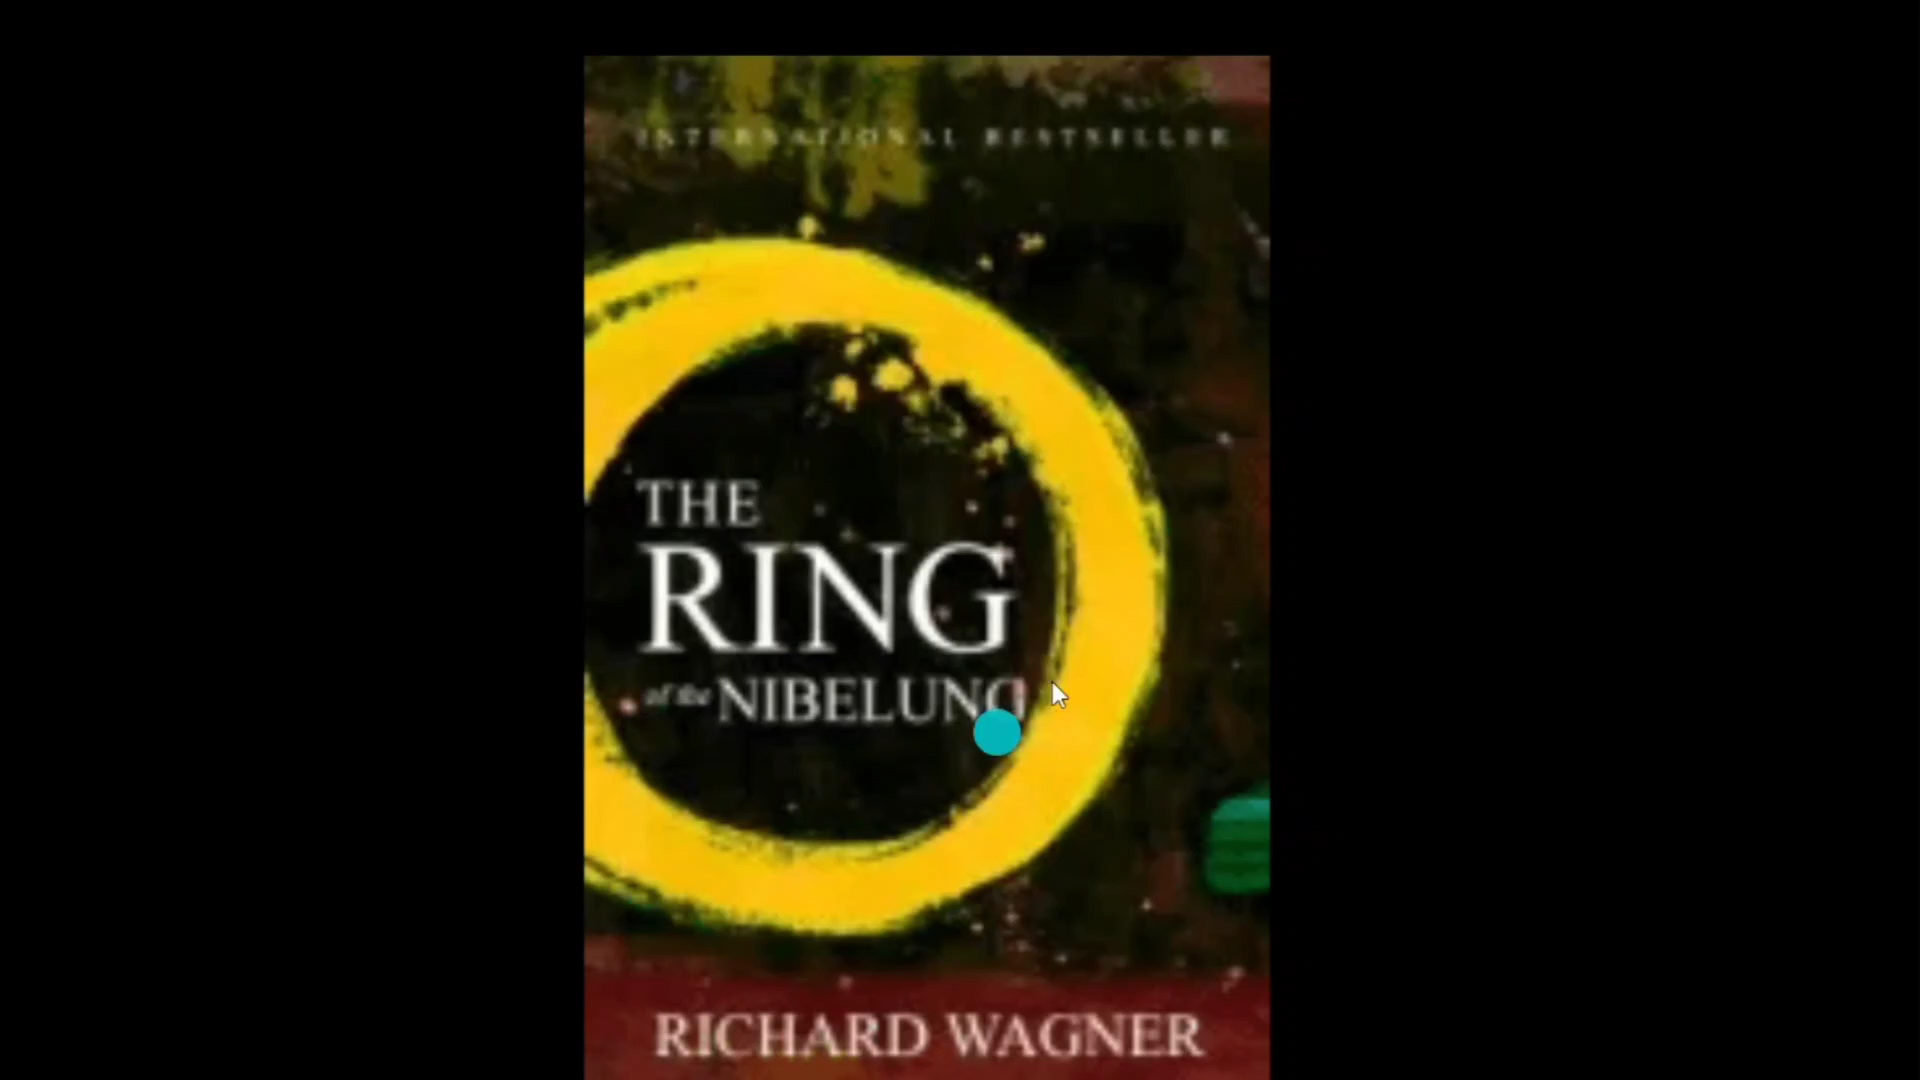 INTERNATIONAL BESTSELLER
THE
RING
of the NIBELUNG
RICHARD WAGNER